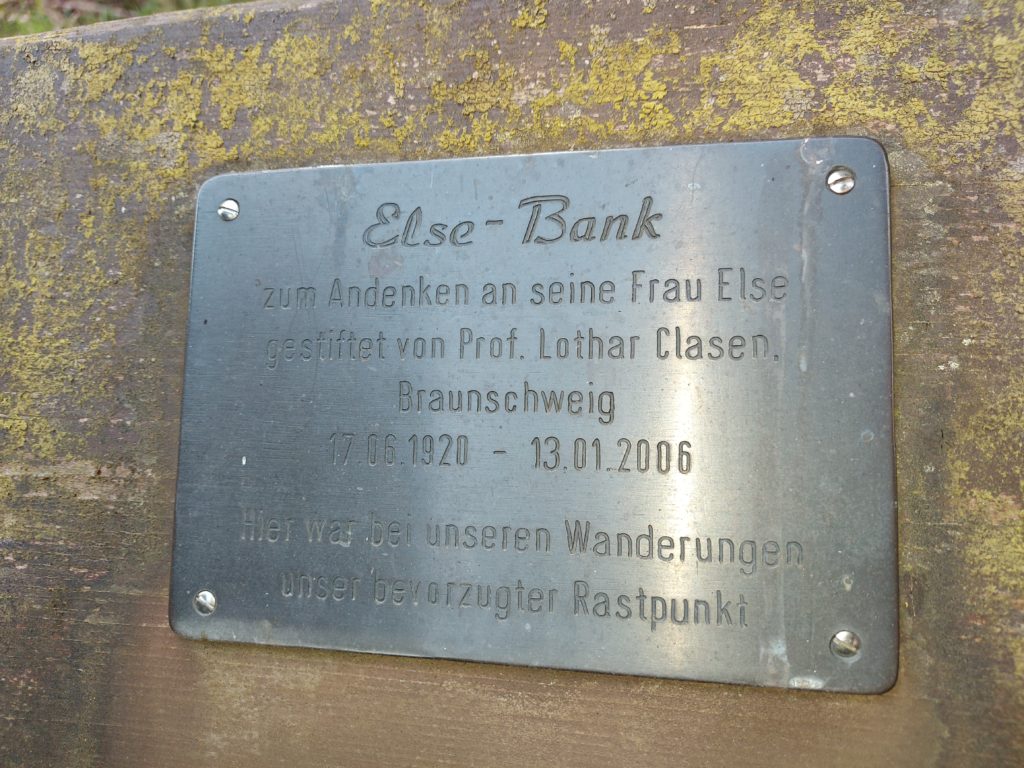 Else-Bank
zum Andenken an seine Frau Else
gestiftet von Prof. Lothar Clasen,
Braunschweig
17.06.1920 - 13.01.2006
Hier war bei unseren Wanderungen
unser bevorzugter Rastpunkt